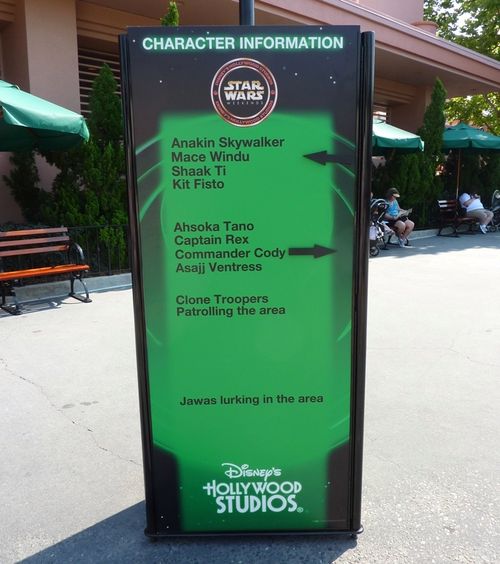 CHARACTER INFORMATION
STAR
WARS
WEEKENDS
Anakin Skywalker
Mace Windu
Shaak Ti
Kit Fisto
Ahsoka Tano
Captain Rex
Commander Cody
Asajj Ventress
Clone Troopers
Patrolling the area
Jawas lurking in the area
Disney's
HOLLYWOOD
STUDIOS®